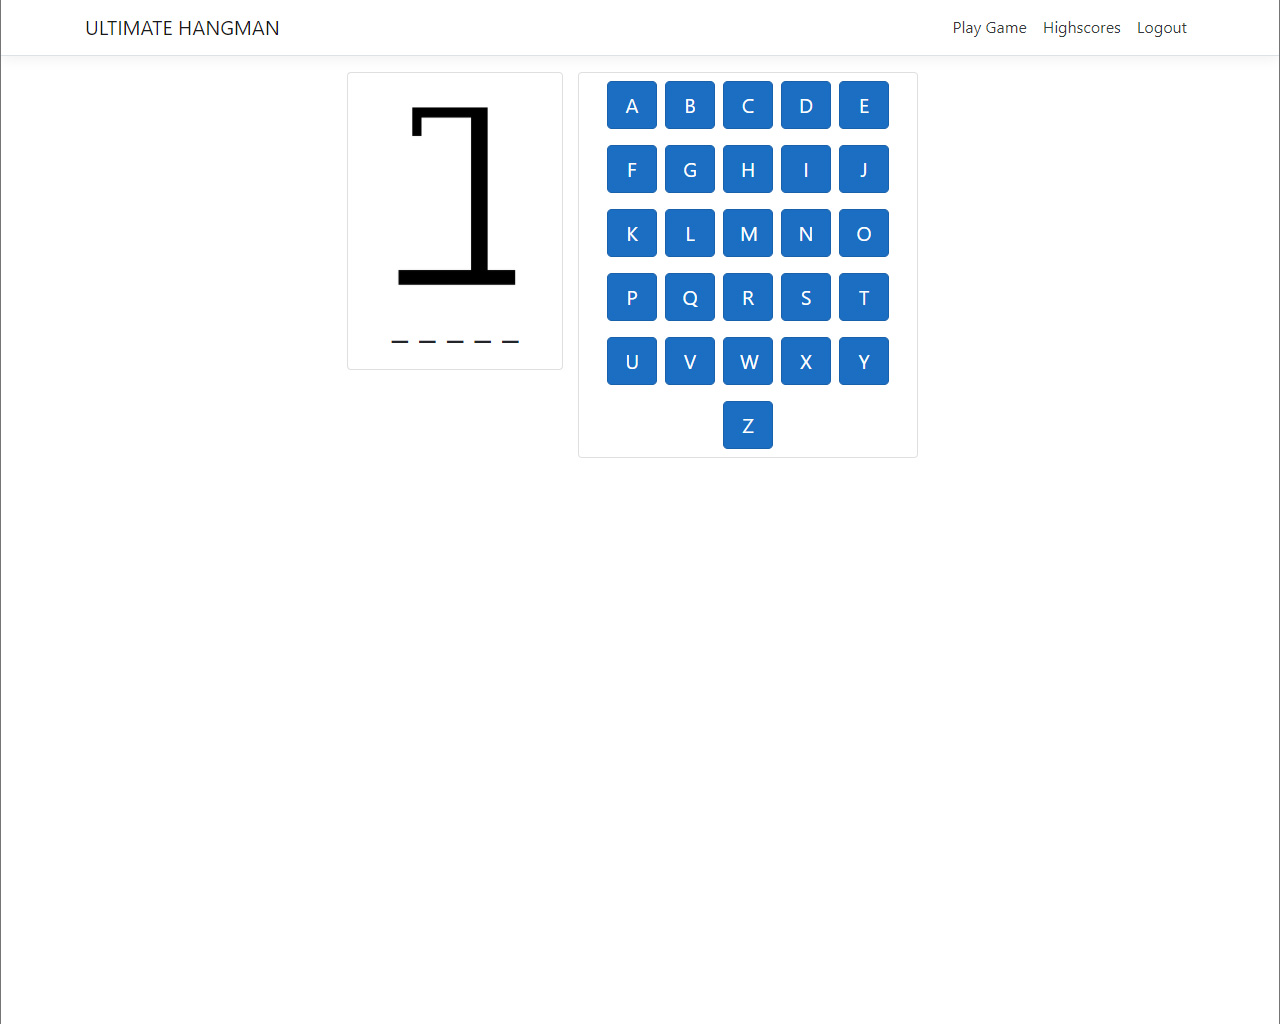 ULTIMATE HANGMAN
Play Game Highscores Logout
_ _ _ _ _
A B C D E
F G H I J
K L M N O
P Q R S T
U V W X Y
Z